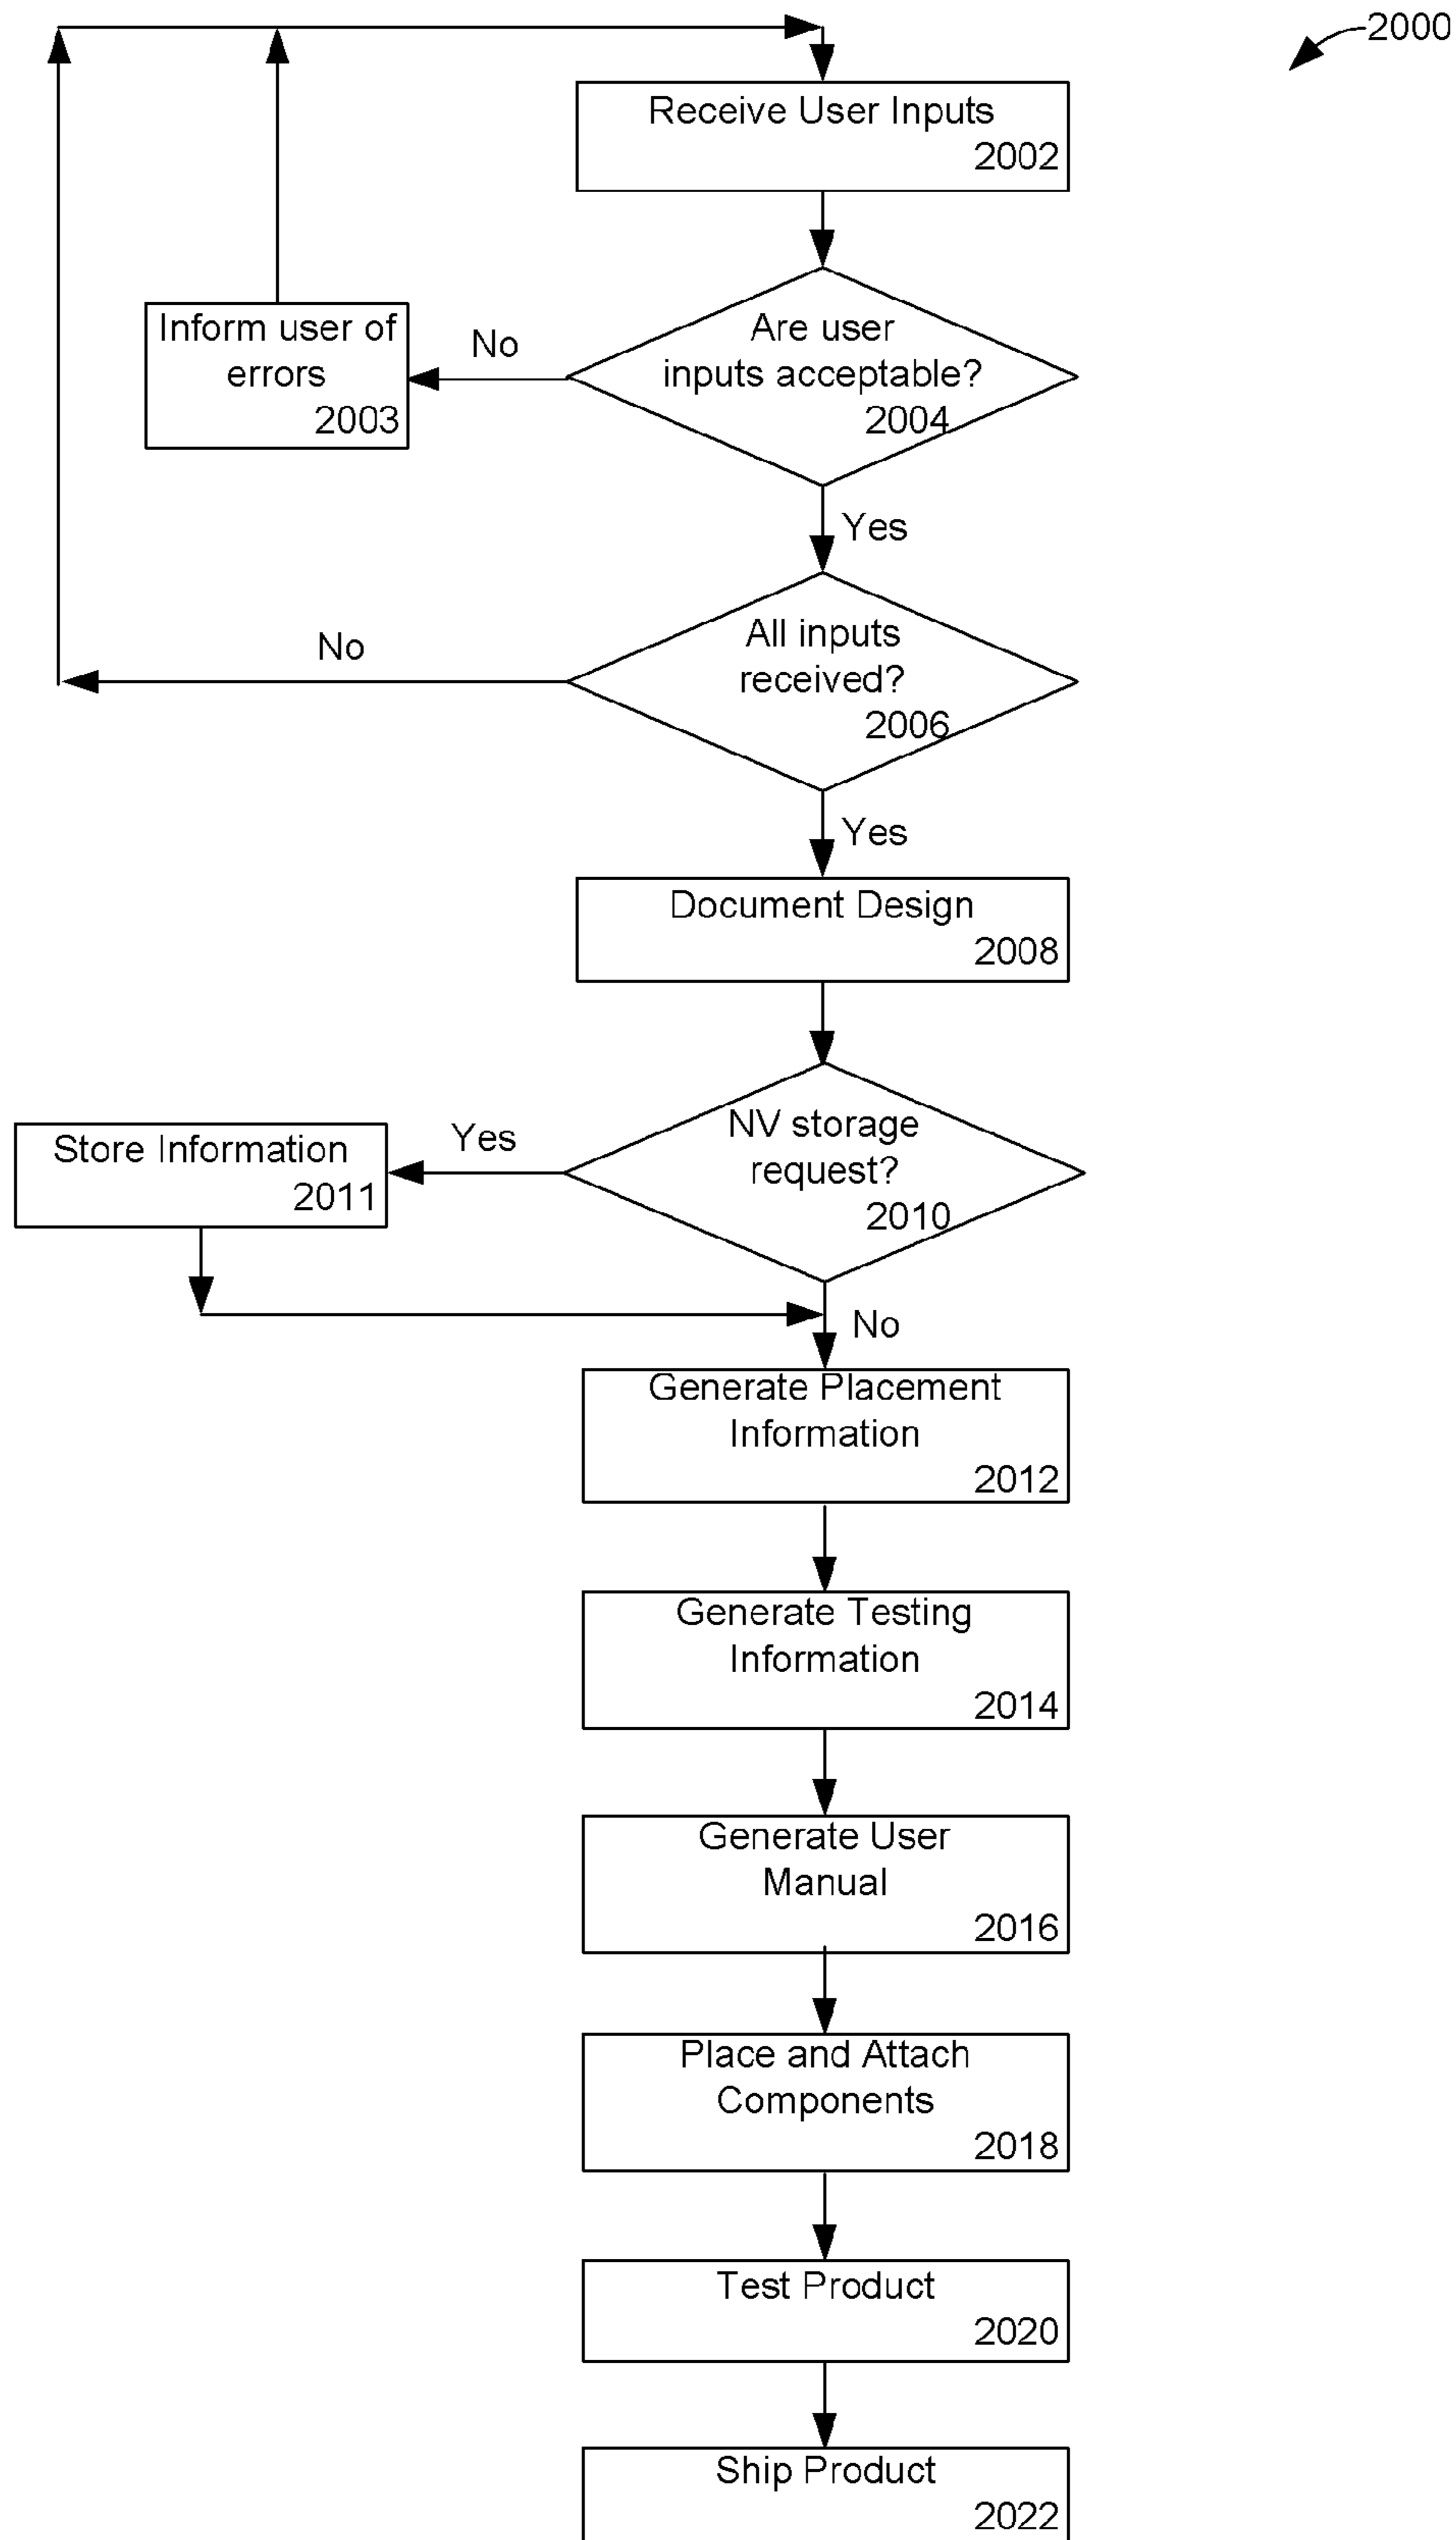 2000
Receive User Inputs
2002
Are user
inputs acceptable?
2004
No
Inform user of
errors
2003
Yes
All inputs
received?
2006
No
Yes
Document Design
2008
NV storage
request?
2010
Yes
Store Information
2011
No
Generate Placement
Information
2012
Generate Testing
Information
2014
Generate User
Manual
2016
Place and Attach
Components
2018
Test Product
2020
Ship Product
2022